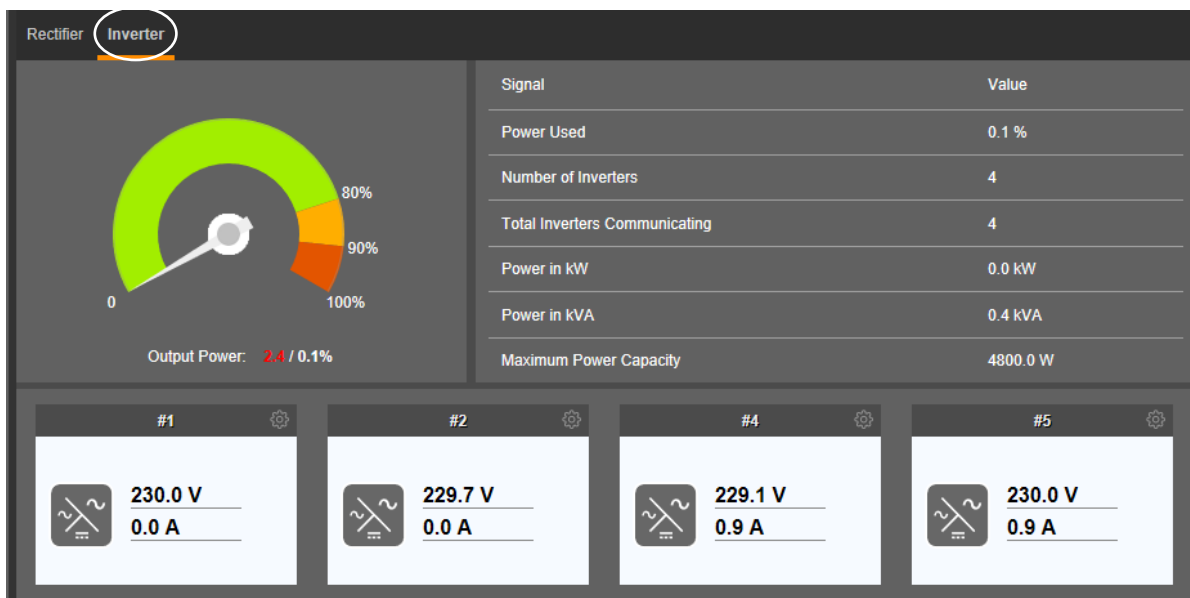 Rectifier Inverter
80%
90%
0 100%
Output Power: 2.4 / 0.1%
Signal Value
Power Used 0.1 %
Number of Inverters 4
Total Inverters Communicating 4
Power in kW 0.0 kW
Power in kVA 0.4 kVA
Maximum Power Capacity 4800.0 W
#1 #2 #4 #5
230.0 V 229.7 V 229.1 V 230.0 V
0.0 A 0.0 A 0.9 A 0.9 A